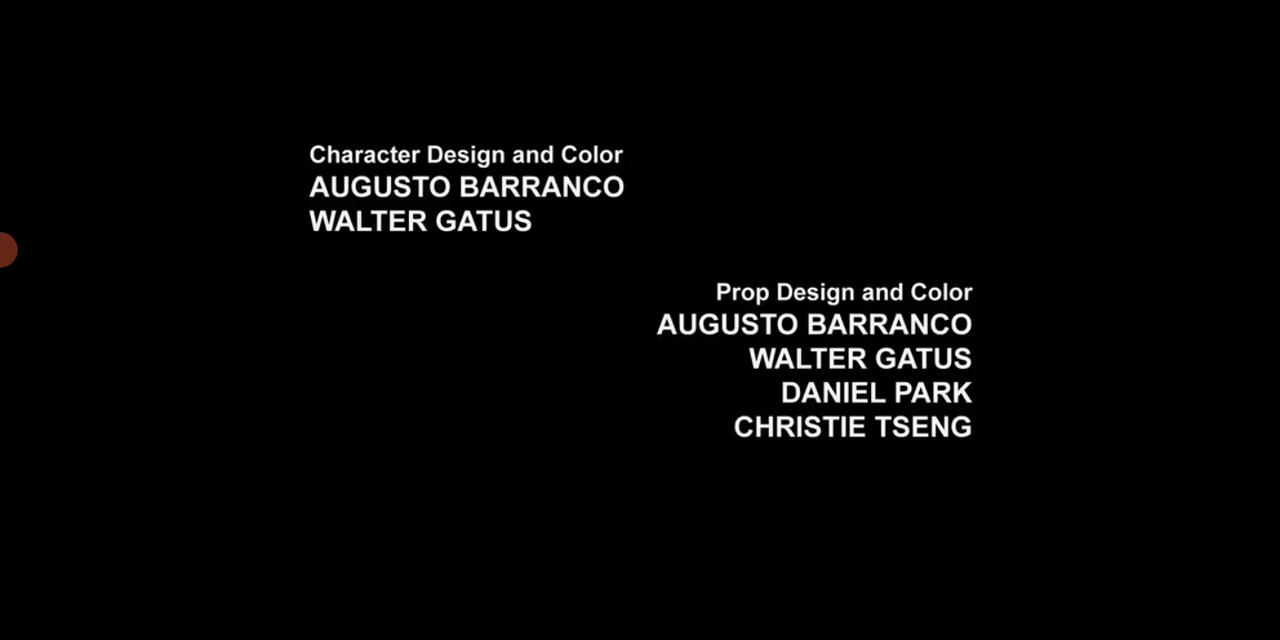 Character Design and Color
AUGUSTO BARRANCO
WALTER GATUS
Prop Design and Color
AUGUSTO BARRANCO
WALTER GATUS
DANIEL PARK
CHRISTIE TSENG